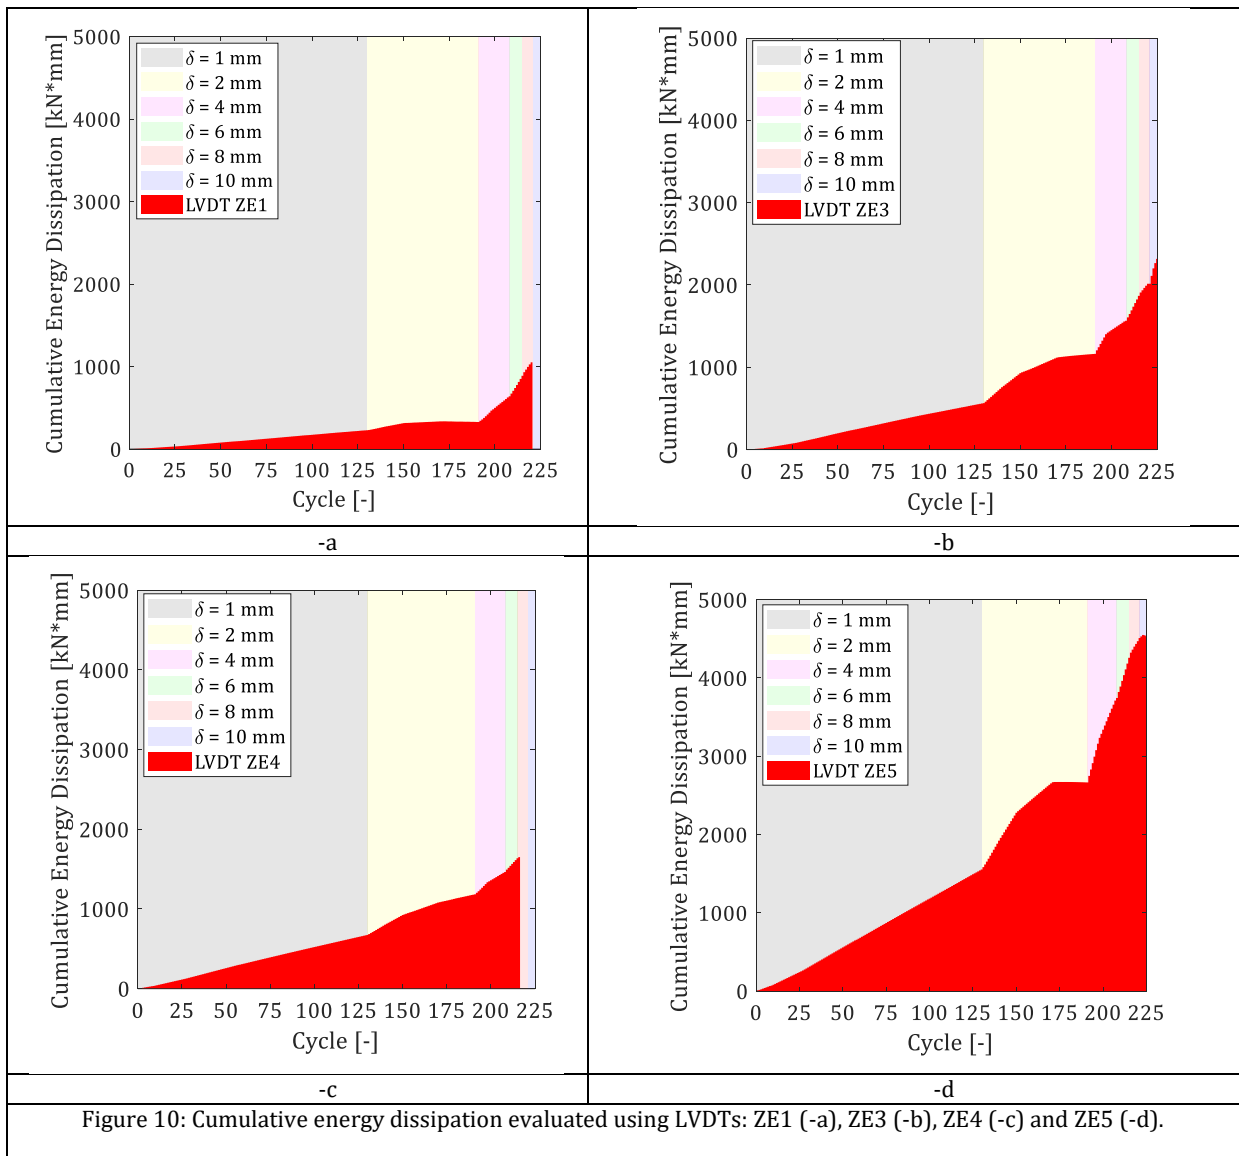 Cumulative Energy Dissipation [kN*mm]
5000
4000
3000
2000
1000
0
δ = 1 mm
δ = 2 mm
δ = 4 mm
δ = 6 mm
δ = 8 mm
δ = 10 mm
LVDT ZE1
0 25 50 75 100 125 150 175 200 225
Cycle [-]
-a
Cumulative Energy Dissipation [kN*mm]
5000
4000
3000
2000
1000
0
δ = 1 mm
δ = 2 mm
δ = 4 mm
δ = 6 mm
δ = 8 mm
δ = 10 mm
LVDT ZE3
0 25 50 75 100 125 150 175 200 225
Cycle [-]
-b
Cumulative Energy Dissipation [kN*mm]
5000
4000
3000
2000
1000
0
δ = 1 mm
δ = 2 mm
δ = 4 mm
δ = 6 mm
δ = 8 mm
δ = 10 mm
LVDT ZE4
0 25 50 75 100 125 150 175 200 225
Cycle [-]
-c
Cumulative Energy Dissipation [kN*mm]
5000
4000
3000
2000
1000
0
δ = 1 mm
δ = 2 mm
δ = 4 mm
δ = 6 mm
δ = 8 mm
δ = 10 mm
LVDT ZE5
0 25 50 75 100 125 150 175 200 225
Cycle [-]
-d
Figure 10: Cumulative energy dissipation evaluated using LVDTs: ZE1 (-a), ZE3 (-b), ZE4 (-c) and ZE5 (-d).